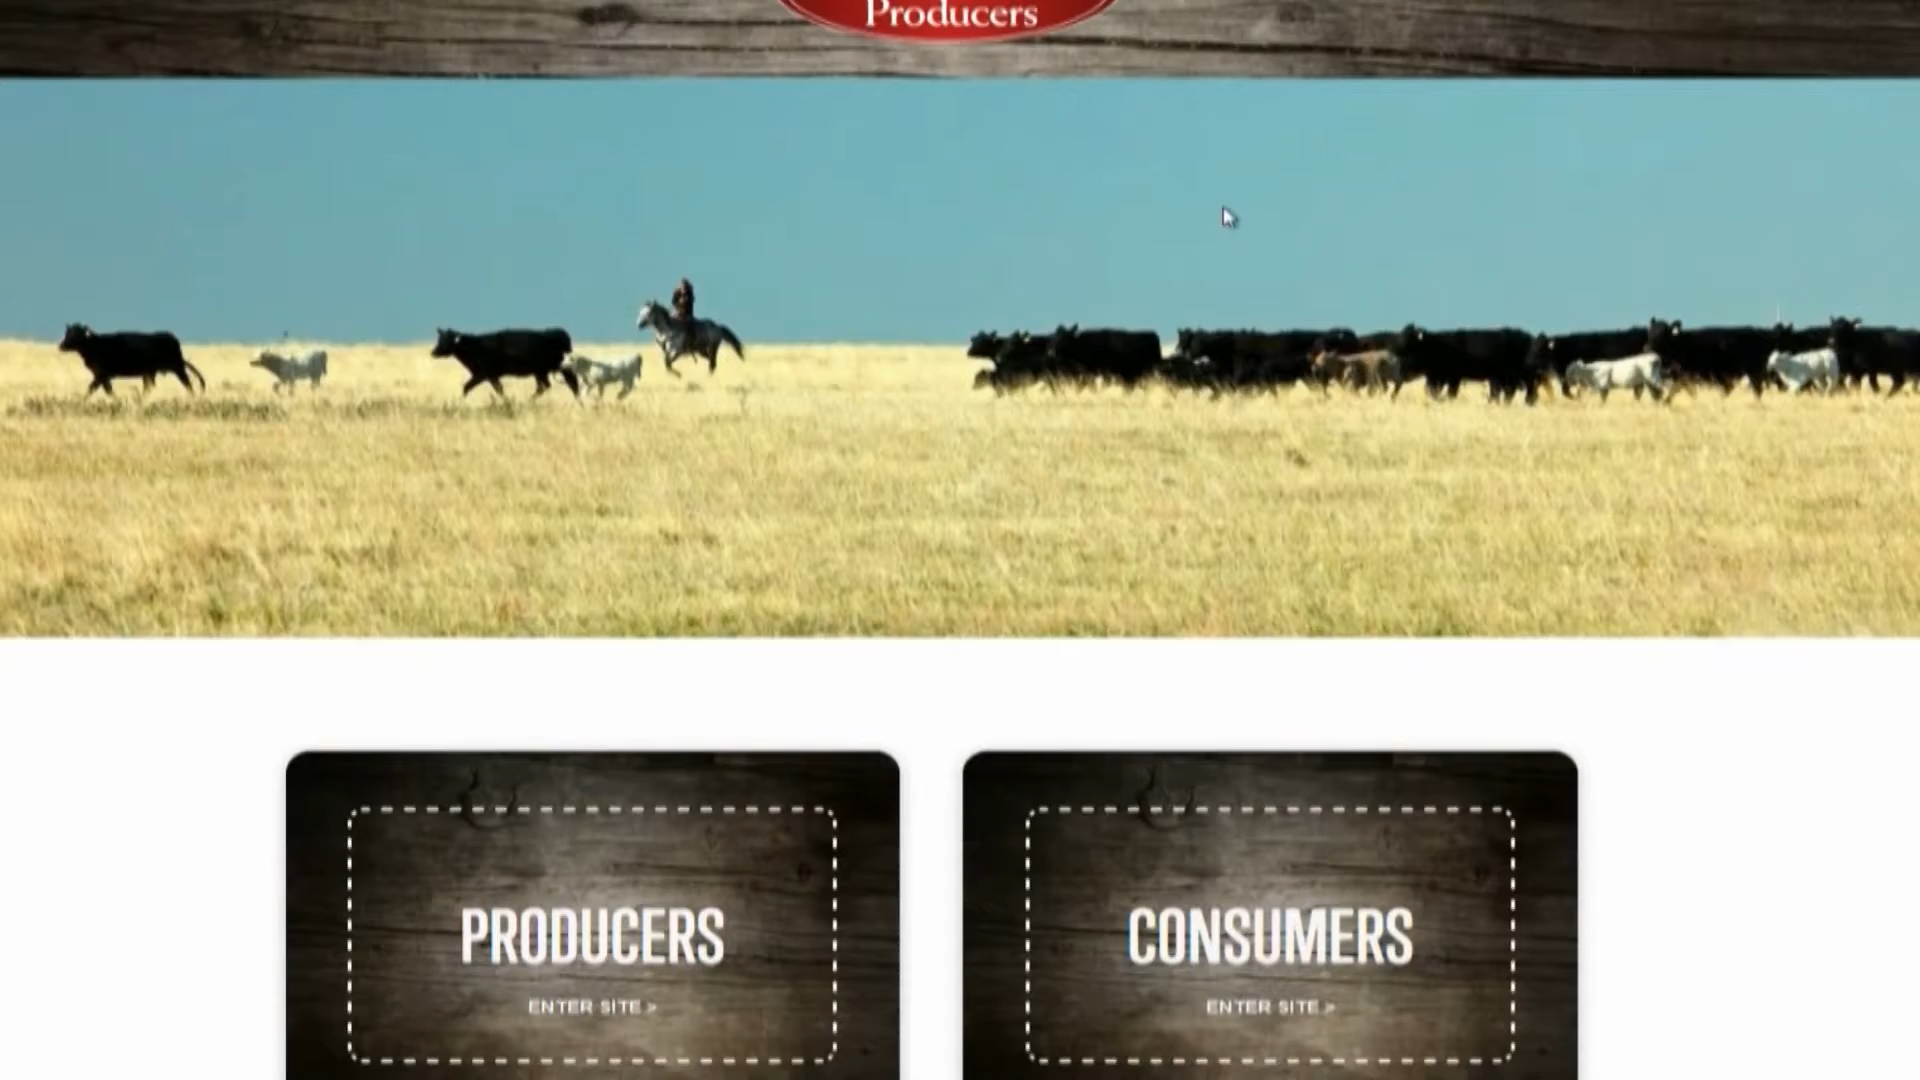 Producers
PRODUCERS
ENTER SITE >
CONSUMERS
ENTER SITE >